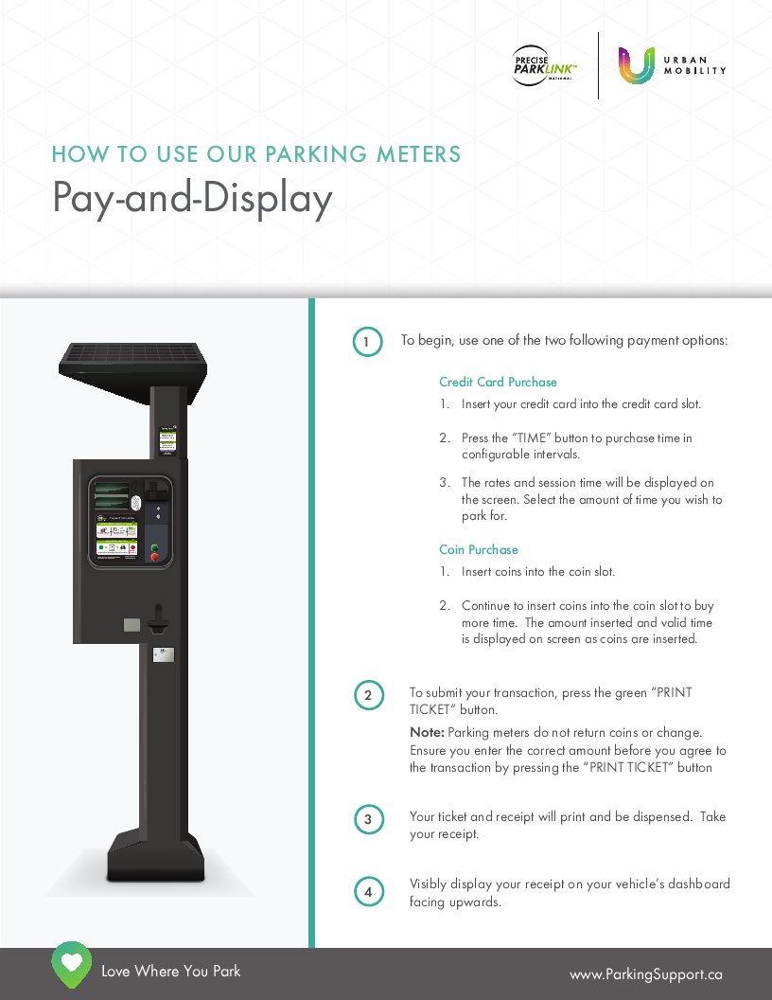 PRECISE
PARKLINK™
NATIONAL
URBAN
MOBILITY
HOW TO USE OUR PARKING METERS
Pay-and-Display
1
To begin, use one of the two following payment options:
Credit Card Purchase
1. Insert your credit card into the credit card slot.
2. Press the “TIME” button to purchase time in
configurable intervals.
3. The rates and session time will be displayed on
the screen. Select the amount of time you wish to
park for.
Coin Purchase
1. Insert coins into the coin slot.
2. Continue to insert coins into the coin slot to buy
more time.  The amount inserted and valid time
is displayed on screen as coins are inserted.
2
To submit your transaction, press the green “PRINT
TICKET” button.
Note: Parking meters do not return coins or change.
Ensure you enter the correct amount before you agree to
the transaction by pressing the “PRINT TICKET” button
3
Your ticket and receipt will print and be dispensed.  Take
your receipt.
4
Visibly display your receipt on your vehicle’s dashboard
facing upwards.
Love Where You Park
www.ParkingSupport.ca